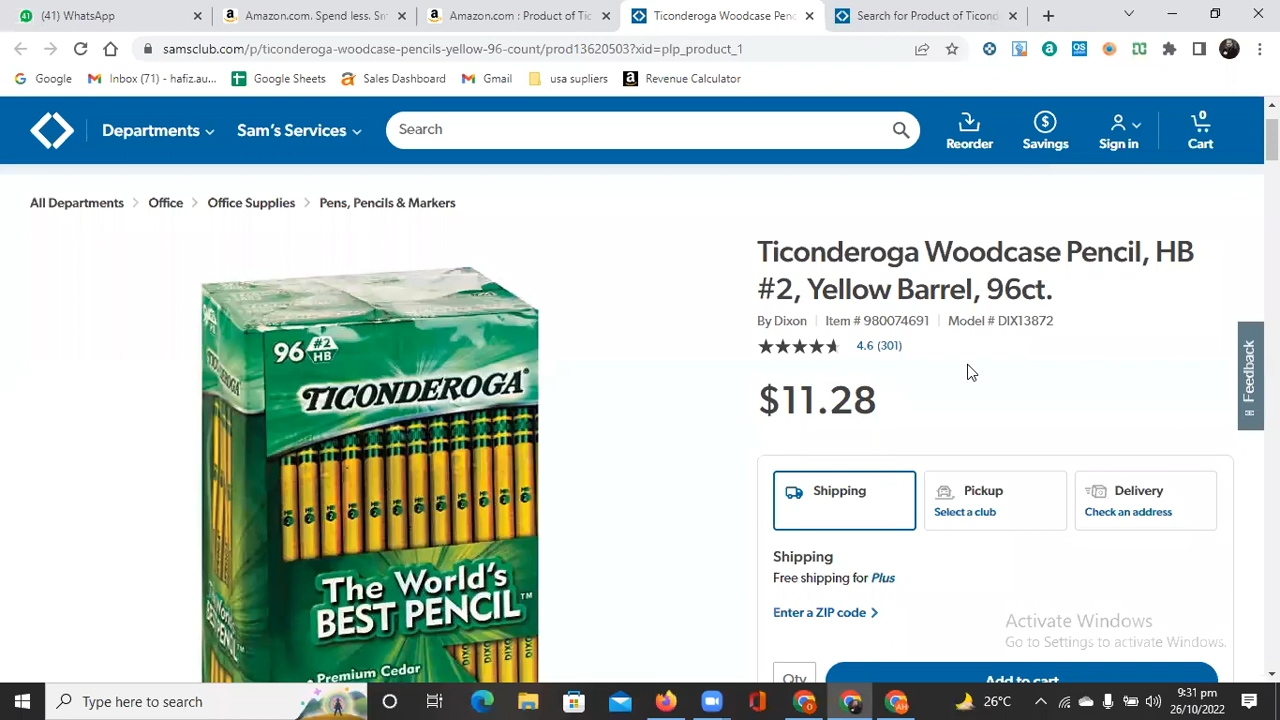 (41) WhatsApp
Amazon.com. Spend less. Sm
Amazon.com : Product of Tic
Ticonderoga Woodcase Penc
Search for Product of Ticond
samsclub.com/p/ticonderoga-woodcase-pencils-yellow-96-count/prod13620503?xid=plp_product_1
Google
Inbox (71) - hafiz.au...
Google Sheets
Sales Dashboard
Gmail
usa supliers
Revenue Calculator
Departments
Sam's Services
Search
Reorder
Savings
Sign in
0
Cart
All Departments
Office
Office Supplies
Pens, Pencils & Markers
Ticonderoga Woodcase Pencil, HB
#2, Yellow Barrel, 96ct.
By Dixon
Item # 980074691
Model # DIX13872
4.6 (301)
$11.28
Feedback
Shipping
Pickup
Select a club
Delivery
Check an address
Shipping
Free shipping for Plus
Enter a ZIP code
Qty
Add to cart
96 #2 HB
TICONDEROGA®
The World's
BEST PENCIL™
Premium Cedar
Activate Windows
Go to Settings to activate Windows.
Type here to search
26°C
9:31 pm
26/10/2022